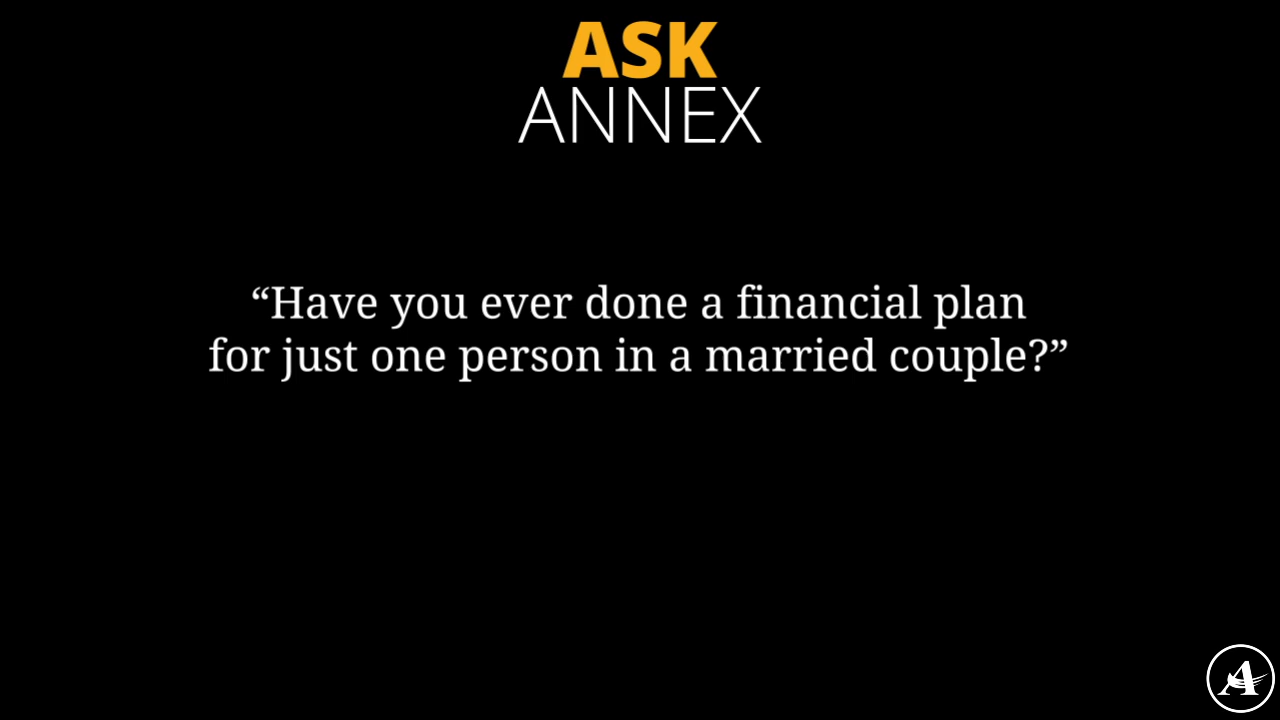 ASK
ANNEX
“Have you ever done a financial plan
for just one person in a married couple?”
A